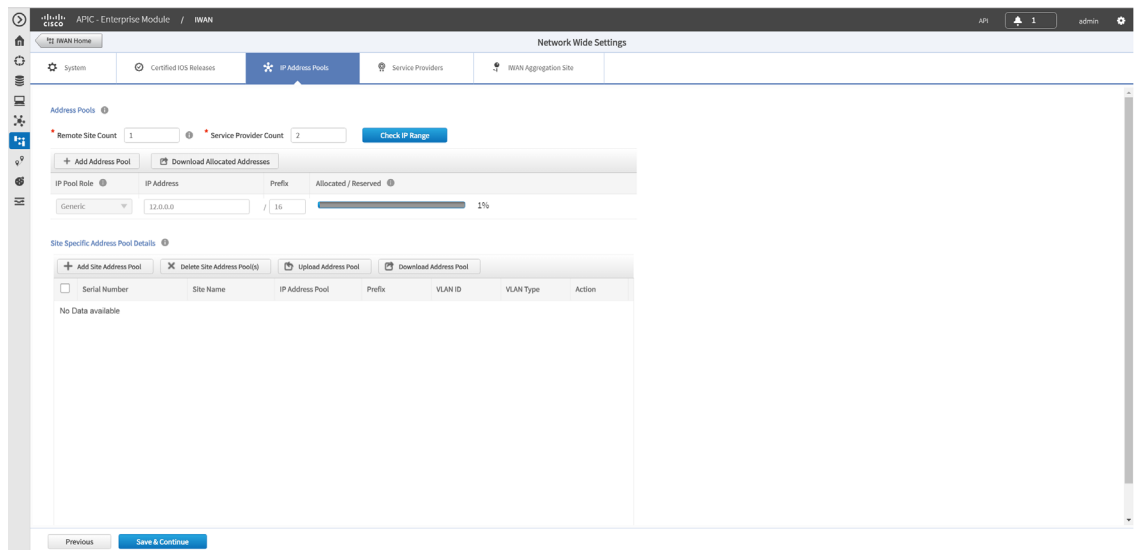 CISCO APIC - Enterprise Module / IWAN API 1 admin
IWAN Home Network Wide Settings
System Certified IOS Releases IP Address Pools Service Providers IWAN Aggregation Site
Address Pools
* Remote Site Count 1 * Service Provider Count 2 Check IP Range
+ Add Address Pool Download Allocated Addresses
IP Pool Role IP Address Prefix Allocated / Reserved
Generic 12.0.0.0 / 16 1%
Site Specific Address Pool Details
+ Add Site Address Pool X Delete Site Address Pool(s) Upload Address Pool Download Address Pool
Serial Number Site Name IP Address Pool Prefix VLAN ID VLAN Type Action
No Data available
Previous Save & Continue